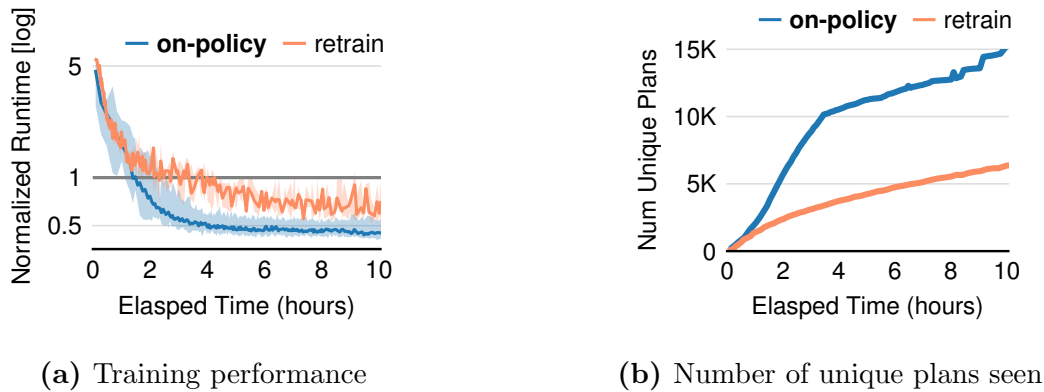 on-policy retrain
Normalized Runtime [log]
5
1
0.5
0 2 4 6 8 10
Elasped Time (hours)
(a) Training performance
on-policy retrain
Num Unique Plans
15K
10K
5K
0
0 2 4 6 8 10
Elasped Time (hours)
(b) Number of unique plans seen